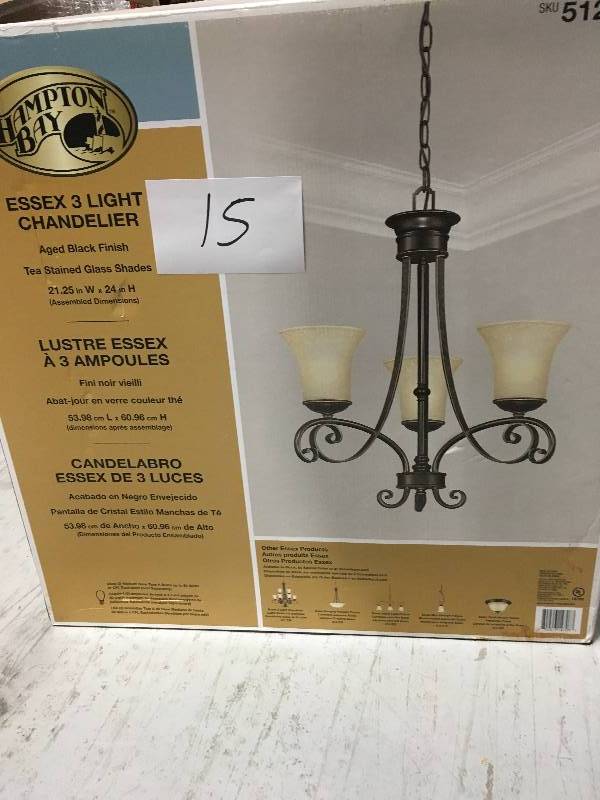 SKU 512
HAMPTON
BAY
15
ESSEX 3 LIGHT
CHANDELIER
Aged Black Finish
Tea Stained Glass Shades
21.25 in W x 24 in H
(Assembled Dimensions)
LUSTRE ESSEX
À 3 AMPOULES
Fini noir vieilli
Abat-jour en verre couleur thé
53.98 cm L x 60.96 cm H
(dimensions après assemblage)
CANDELABRO
ESSEX DE 3 LUCES
Acabado en Negro Envejecido
Pantalla de Cristal Estilo Manchas de Té
53.98 cm de Ancho x 60.96 cm de Alto
(Dimensiones del Producto Ensamblado)
Other Essex Products
Autres produits Essex
Otros Productos Essex